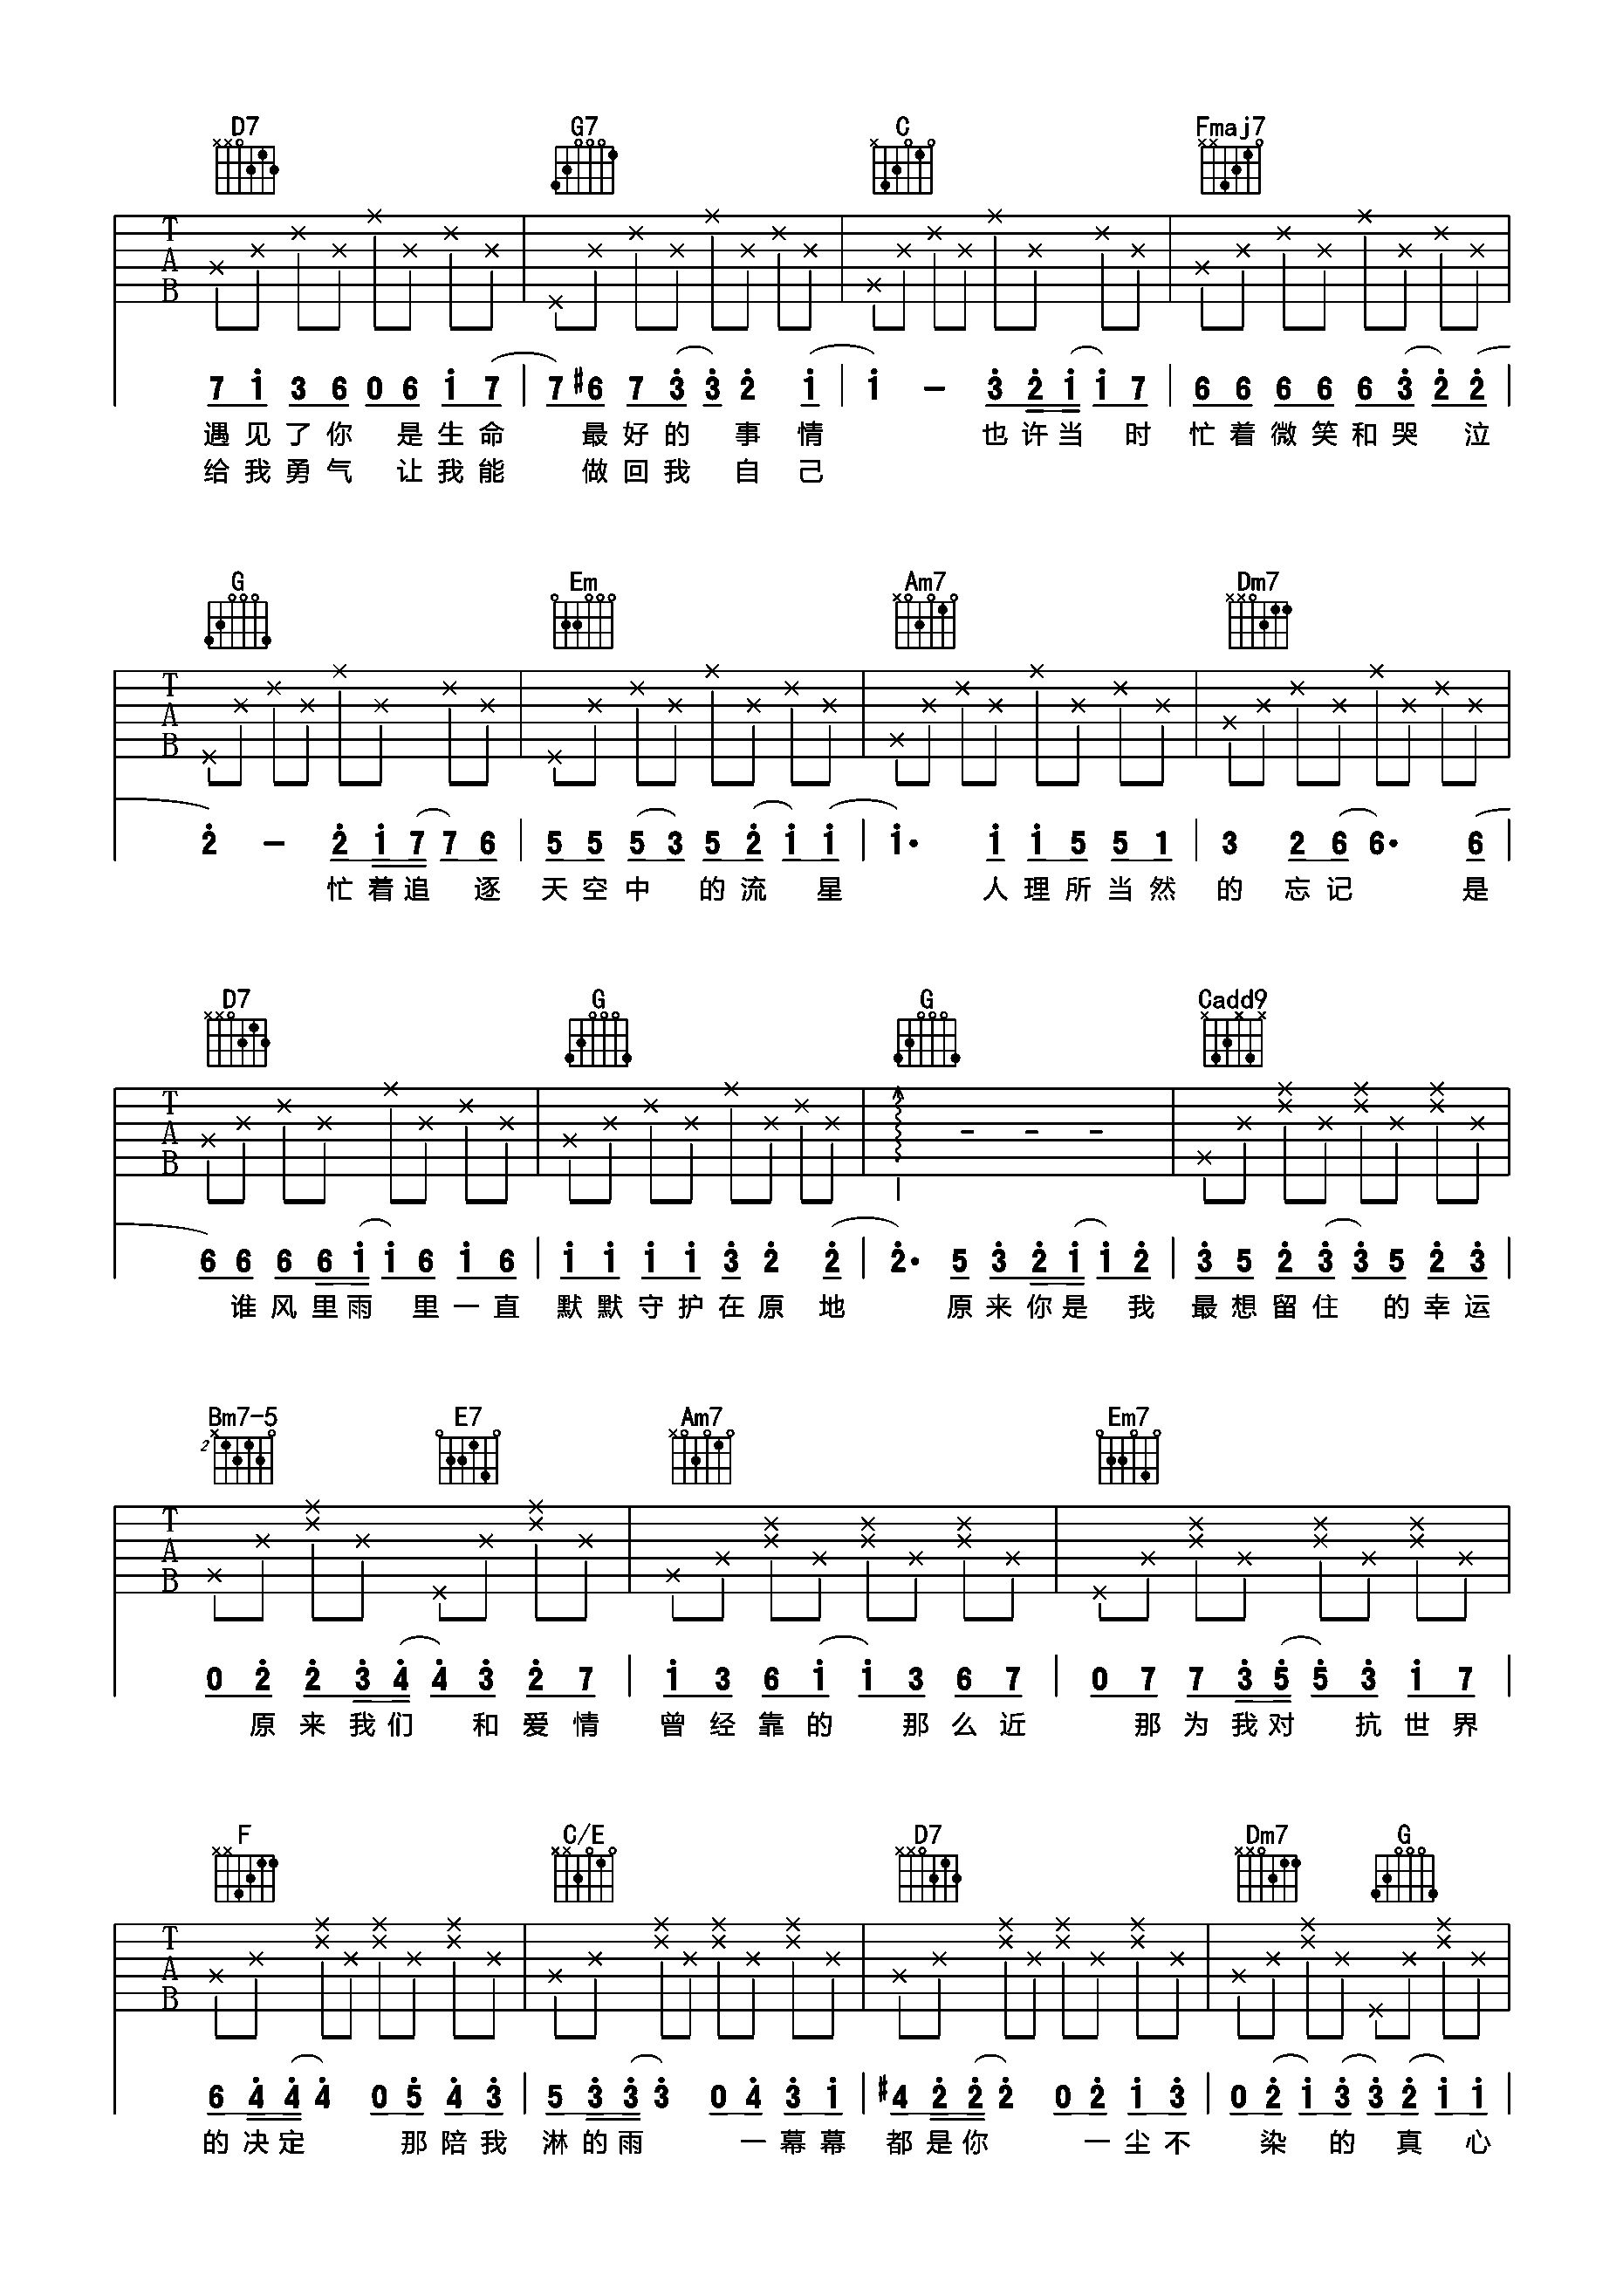 D7 G7 C Fmaj7
T
A
B
7 1 3 6 0 6 1 7 | 7 #6 7 3 3 2 1 | 1 – 3 2 1 1 7 | 6 6 6 6 6 3 2 2 |
遇见了你 是生命 最好的 事 情 也许当 时 忙着微笑和哭 泣
给我勇气 让我能 做回我 自 己
G Em Am7 Dm7
T
A
B
2 – 2 1 7 7 6 | 5 5 5 3 5 2 1 1 | 1· 1 1 5 5 1 | 3 2 6 6· 6 |
忙着追 逐 天空中 的流 星 人理所当然 的 忘记 是
D7 G G Cadd9
T
A
B
6 6 6 6 1 1 6 1 6 | 1 1 1 1 3 2 2 | 2· 5 3 2 1 1 2 | 3 5 2 3 3 5 2 3 |
谁风里雨 里一直 默默守护在原 地 原来你是 我 最想留住 的幸运
Bm7-5 E7 Am7 Em7
2
T
A
B
0 2 2 3 4 4 3 2 7 | 1 3 6 1 1 3 6 7 | 0 7 7 3 5 5 3 1 7 |
原来我们 和爱情 曾经靠的 那么近 那为我对 抗世界
F C/E D7 Dm7 G
T
A
B
6 4 4 4 0 5 4 3 | 5 3 3 3 0 4 3 1 | #4 2 2 2 0 2 1 3 | 0 2 1 3 3 2 1 1 |
的决定 那陪我 淋的雨 一幕幕 都是你 一尘不 染 的 真 心